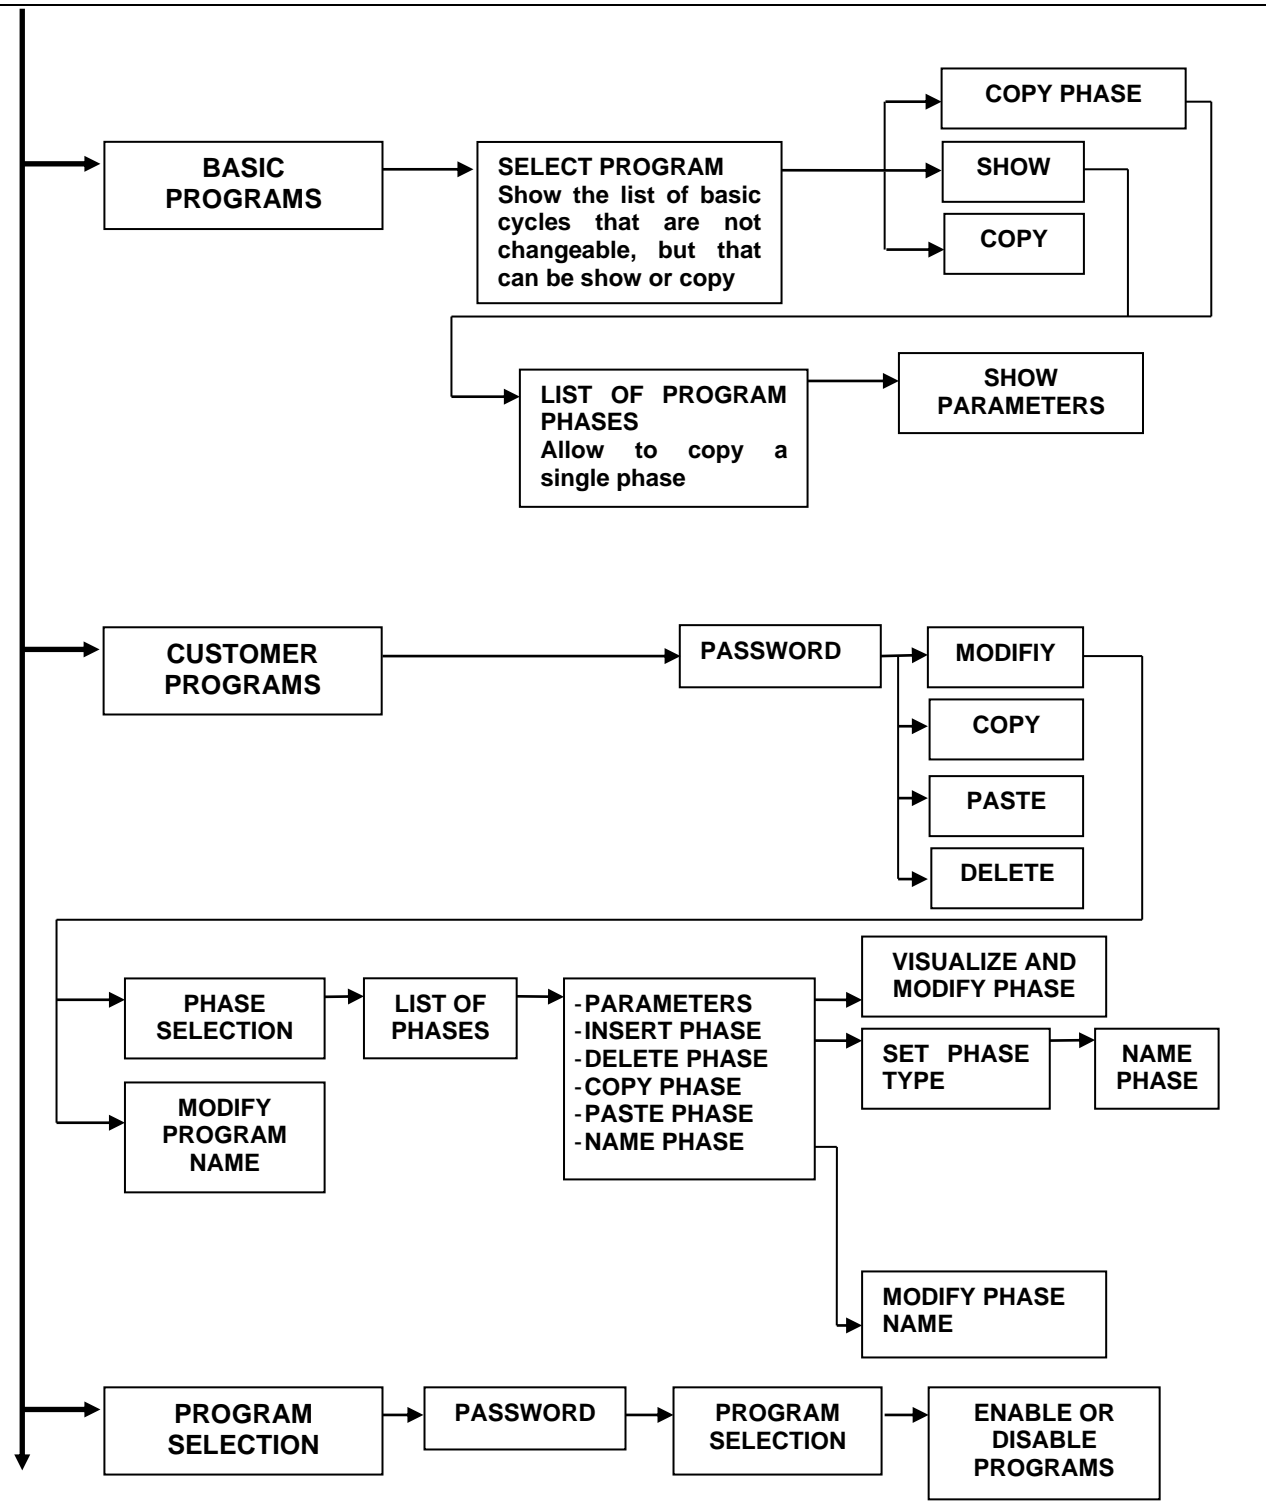 COPY PHASE
BASIC
PROGRAMS
SELECT PROGRAM
Show the list of basic
cycles that are not
changeable, but that
can be show or copy
SHOW
COPY
LIST OF PROGRAM
PHASES
Allow to copy a
single phase
SHOW
PARAMETERS
CUSTOMER
PROGRAMS
PASSWORD
MODIFIY
COPY
PASTE
DELETE
PHASE
SELECTION
LIST OF
PHASES
-PARAMETERS
-INSERT PHASE
-DELETE PHASE
-COPY PHASE
-PASTE PHASE
-NAME PHASE
VISUALIZE AND
MODIFY PHASE
SET PHASE
TYPE
NAME
PHASE
MODIFY
PROGRAM
NAME
MODIFY PHASE
NAME
PROGRAM
SELECTION
PASSWORD
PROGRAM
SELECTION
ENABLE OR
DISABLE
PROGRAMS